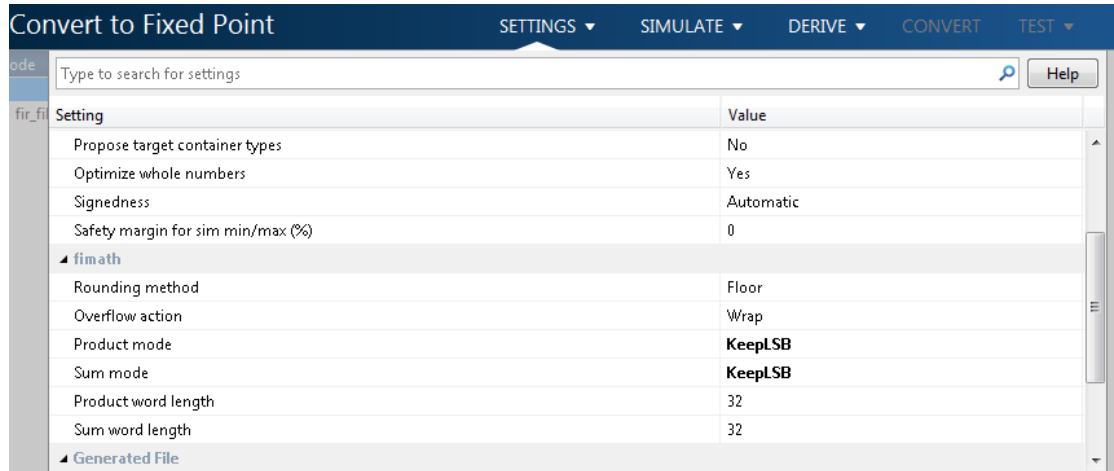 Convert to Fixed Point SETTINGS SIMULATE DERIVE CONVERT TEST
ode
Type to search for settings Help
fir_fil
Setting Value
Propose target container types No
Optimize whole numbers Yes
Signedness Automatic
Safety margin for sim min/max (%) 0
fimath
Rounding method Floor
Overflow action Wrap
Product mode KeepLSB
Sum mode KeepLSB
Product word length 32
Sum word length 32
Generated File